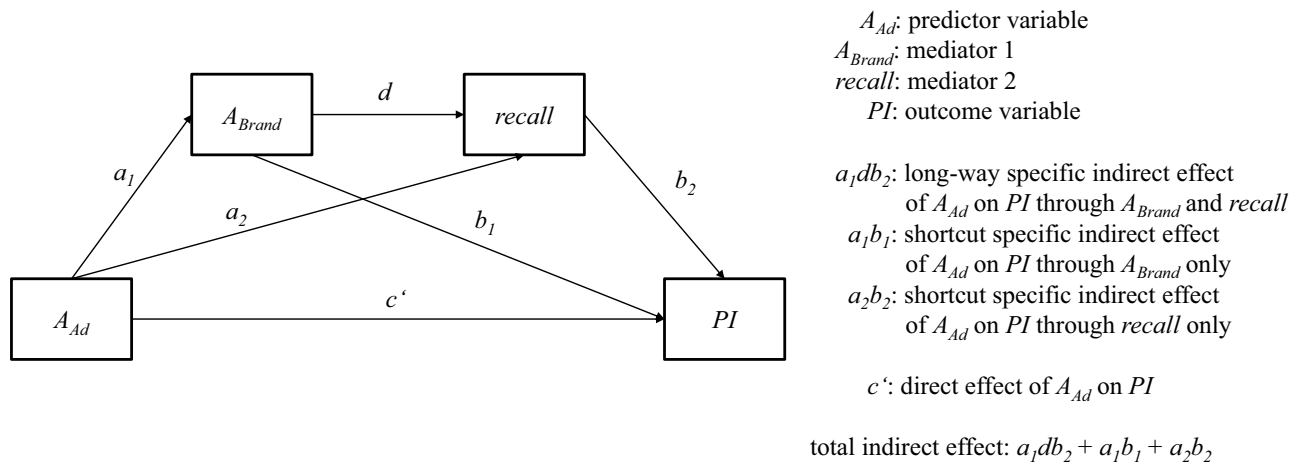 A_Brand
d
recall
a_1
a_2
b_1
b_2
A_Ad
c‘
PI
A_Ad: predictor variable
A_Brand: mediator 1
recall: mediator 2
PI: outcome variable
a_1db_2: long-way specific indirect effect
of A_Ad on PI through A_Brand and recall
a_1b_1: shortcut specific indirect effect
of A_Ad on PI through A_Brand only
a_2b_2: shortcut specific indirect effect
of A_Ad on PI through recall only
c‘: direct effect of A_Ad on PI
total indirect effect: a_1db_2 + a_1b_1 + a_2b_2